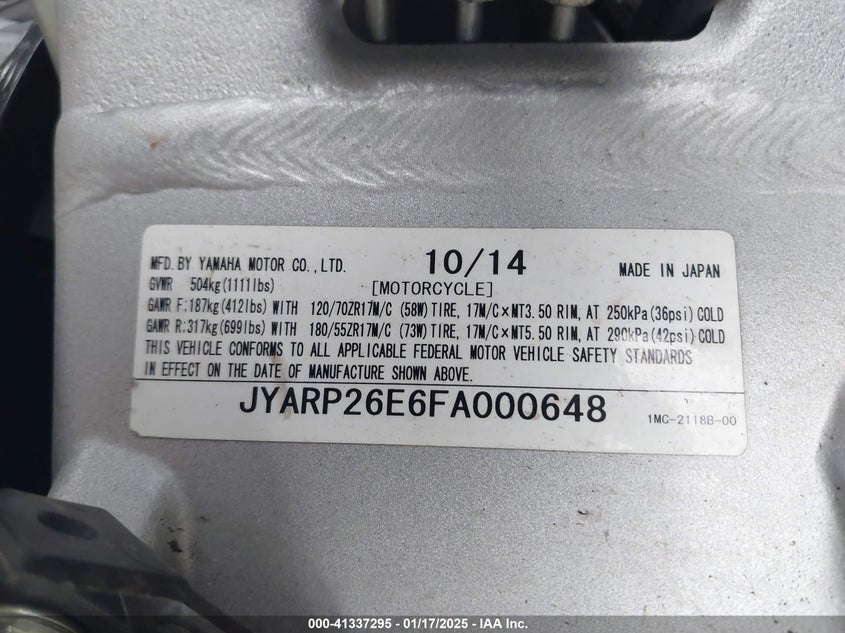 MFD. BY YAMAHA MOTOR CO., LTD. 10/14 MADE IN JAPAN
GVWR 504kg(1111lbs) [MOTORCYCLE]
GAWR F:187kg(412lbs) WITH 120/70ZR17M/C (58W) TIRE, 17M/C×MT3.50 RIM, AT 250kPa(36psi) COLD
GAWR R:317kg(699lbs) WITH 180/55ZR17M/C (73W) TIRE, 17M/C×MT5.50 RIM, AT 290kPa(42psi) COLD
THIS VEHICLE CONFORMS TO ALL APPLICABLE FEDERAL MOTOR VEHICLE SAFETY STANDARDS
IN EFFECT ON THE DATE OF MANUFACTURE SHOWN ABOVE.
JYARP26E6FA000648 1MC-2118B-00
000-41337295 - 01/17/2025 - IAA Inc.